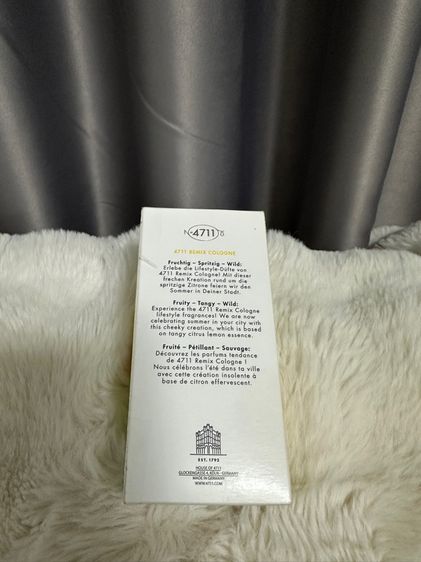 Nº 4711
4711 REMIX COLOGNE
Fruchtig – Spritzig – Wild:
Erlebe die Lifestyle-Düfte von
4711 Remix Cologne! Mit dieser
frechen Kreation rund um die
spritzige Zitrone feiern wir den
Sommer in Deiner Stadt.
Fruity – Tangy – Wild:
Experience the 4711 Remix Cologne
lifestyle fragrances! We are now
celebrating summer in your city with
this cheeky creation, which is based
on tangy citrus lemon essence.
Fruité – Pétillant – Sauvage:
Découvrez les parfums tendance
de 4711 Remix Cologne !
Nous célébrons l'été dans ta ville
avec cette création insolente à
base de citron effervescent.
EST. 1792
HOUSE OF 4711
GLOCKENGASSE 4, KÖLN - GERMANY
MADE IN GERMANY
WWW.4711.COM